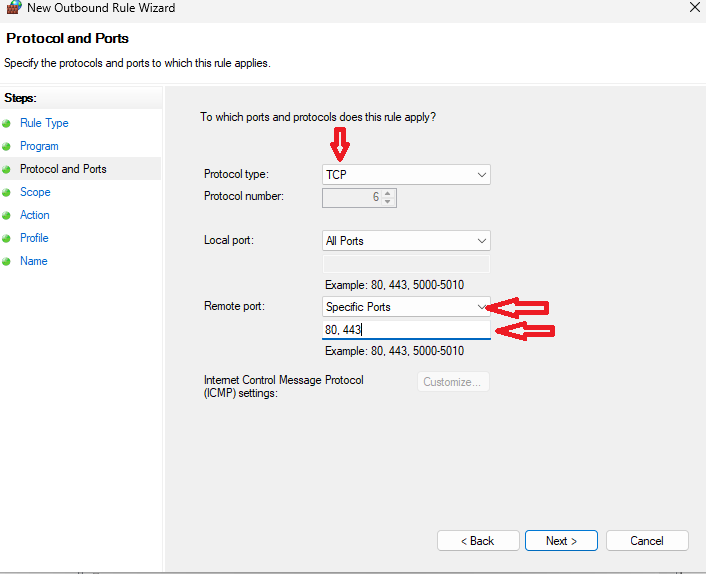 New Outbound Rule Wizard
Protocol and Ports
Specify the protocols and ports to which this rule applies.
Steps:
Rule Type
Program
Protocol and Ports
Scope
Action
Profile
Name
To which ports and protocols does this rule apply?
Protocol type: TCP
Protocol number: 6
Local port: All Ports
Example: 80, 443, 5000-5010
Remote port: Specific Ports
80, 443
Example: 80, 443, 5000-5010
Internet Control Message Protocol
(ICMP) settings:
Customize...
< Back Next > Cancel